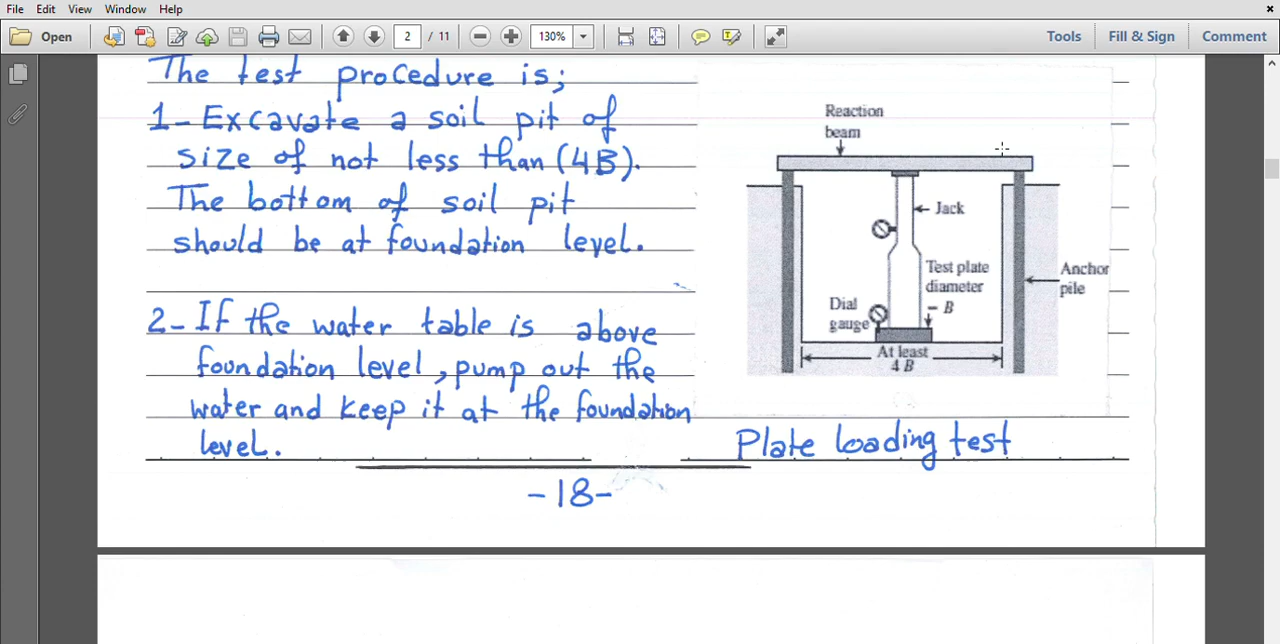 File Edit View Window Help
Open 2 / 11 130% Tools Fill & Sign Comment
The test procedure is;
1- Excavate a soil pit of
size of not less than (4B).
The bottom of soil pit
should be at foundation level.
2- If the water table is above
foundation level, pump out the
water and keep it at the foundation
level.
-18-
Reaction
beam
Jack
Test plate
diameter
- B
Dial
gauge
Anchor
pile
At least
4 B
Plate loading test